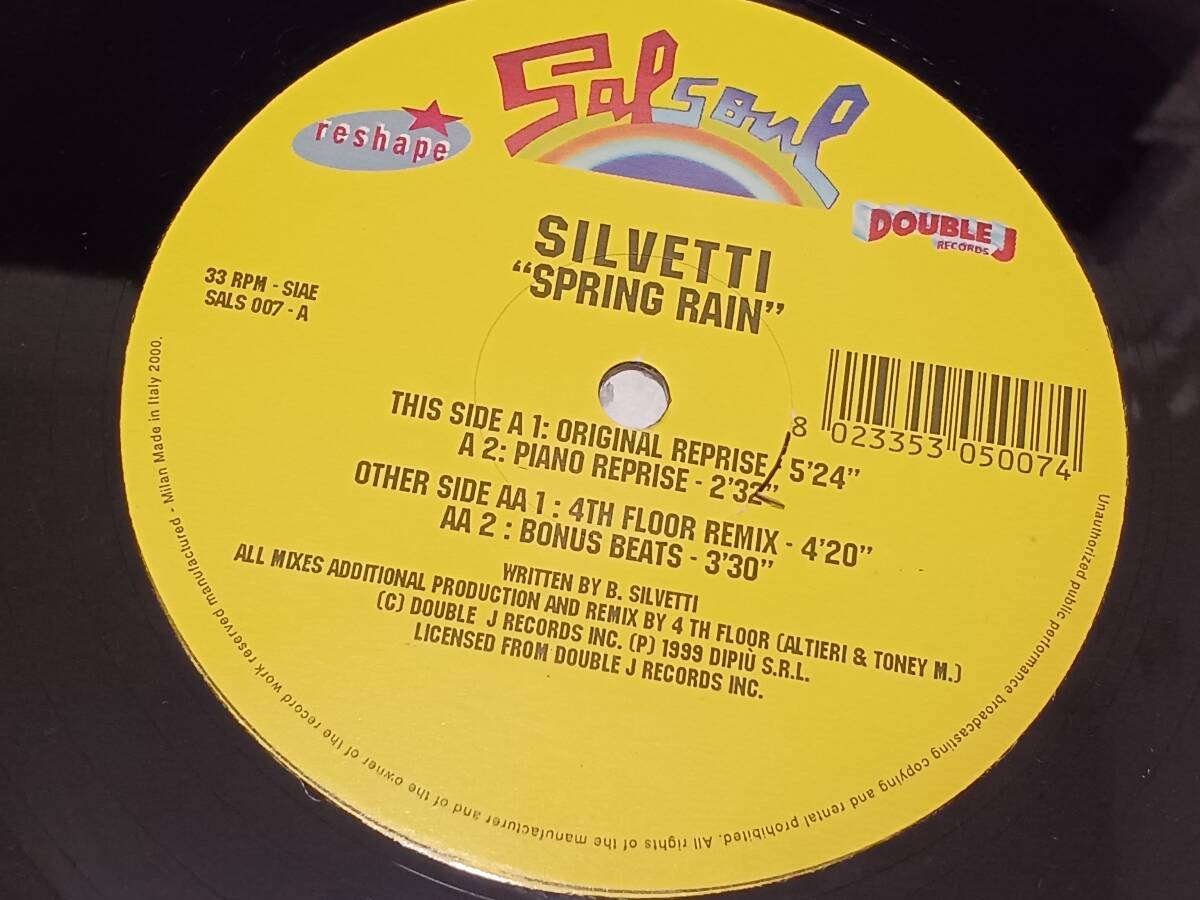 Salsoul
reshape
DOUBLE J
RECORDS
SILVETTI
“SPRING RAIN”
33 RPM - SIAE
SALS 007 - A
8 023353 050074
THIS SIDE A 1: ORIGINAL REPRISE - 5'24”
A 2: PIANO REPRISE - 2'32”
OTHER SIDE AA 1 : 4TH FLOOR REMIX - 4'20”
AA 2 : BONUS BEATS - 3'30”
WRITTEN BY B. SILVETTI
ALL MIXES ADDITIONAL PRODUCTION AND REMIX BY 4 TH FLOOR (ALTIERI & TONEY M.)
(C) DOUBLE J RECORDS INC. (P) 1999 DIPIÙ S.R.L.
LICENSED FROM DOUBLE J RECORDS INC.
Unauthorized public performance broadcasting copying and rental prohibited. All rights of the manufacturer and of the owner of the record work reserved manufactured - Milan Made in Italy 2000.